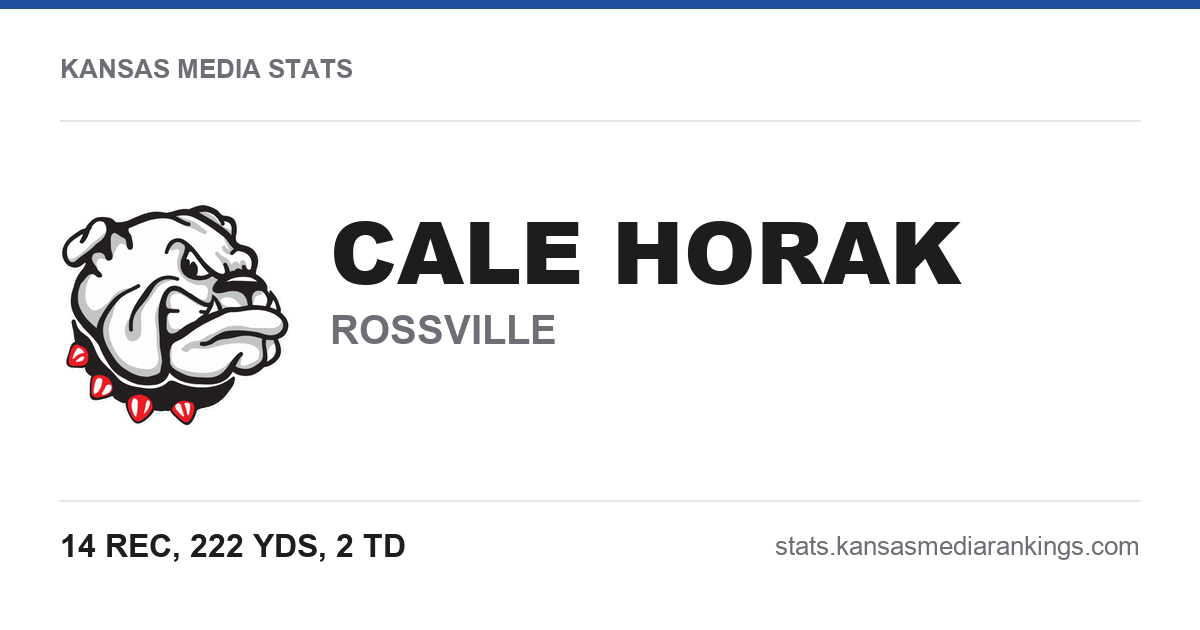 KANSAS MEDIA STATS
CALE HORAK
ROSSVILLE
14 REC, 222 YDS, 2 TD
stats.kansasmediarankings.com